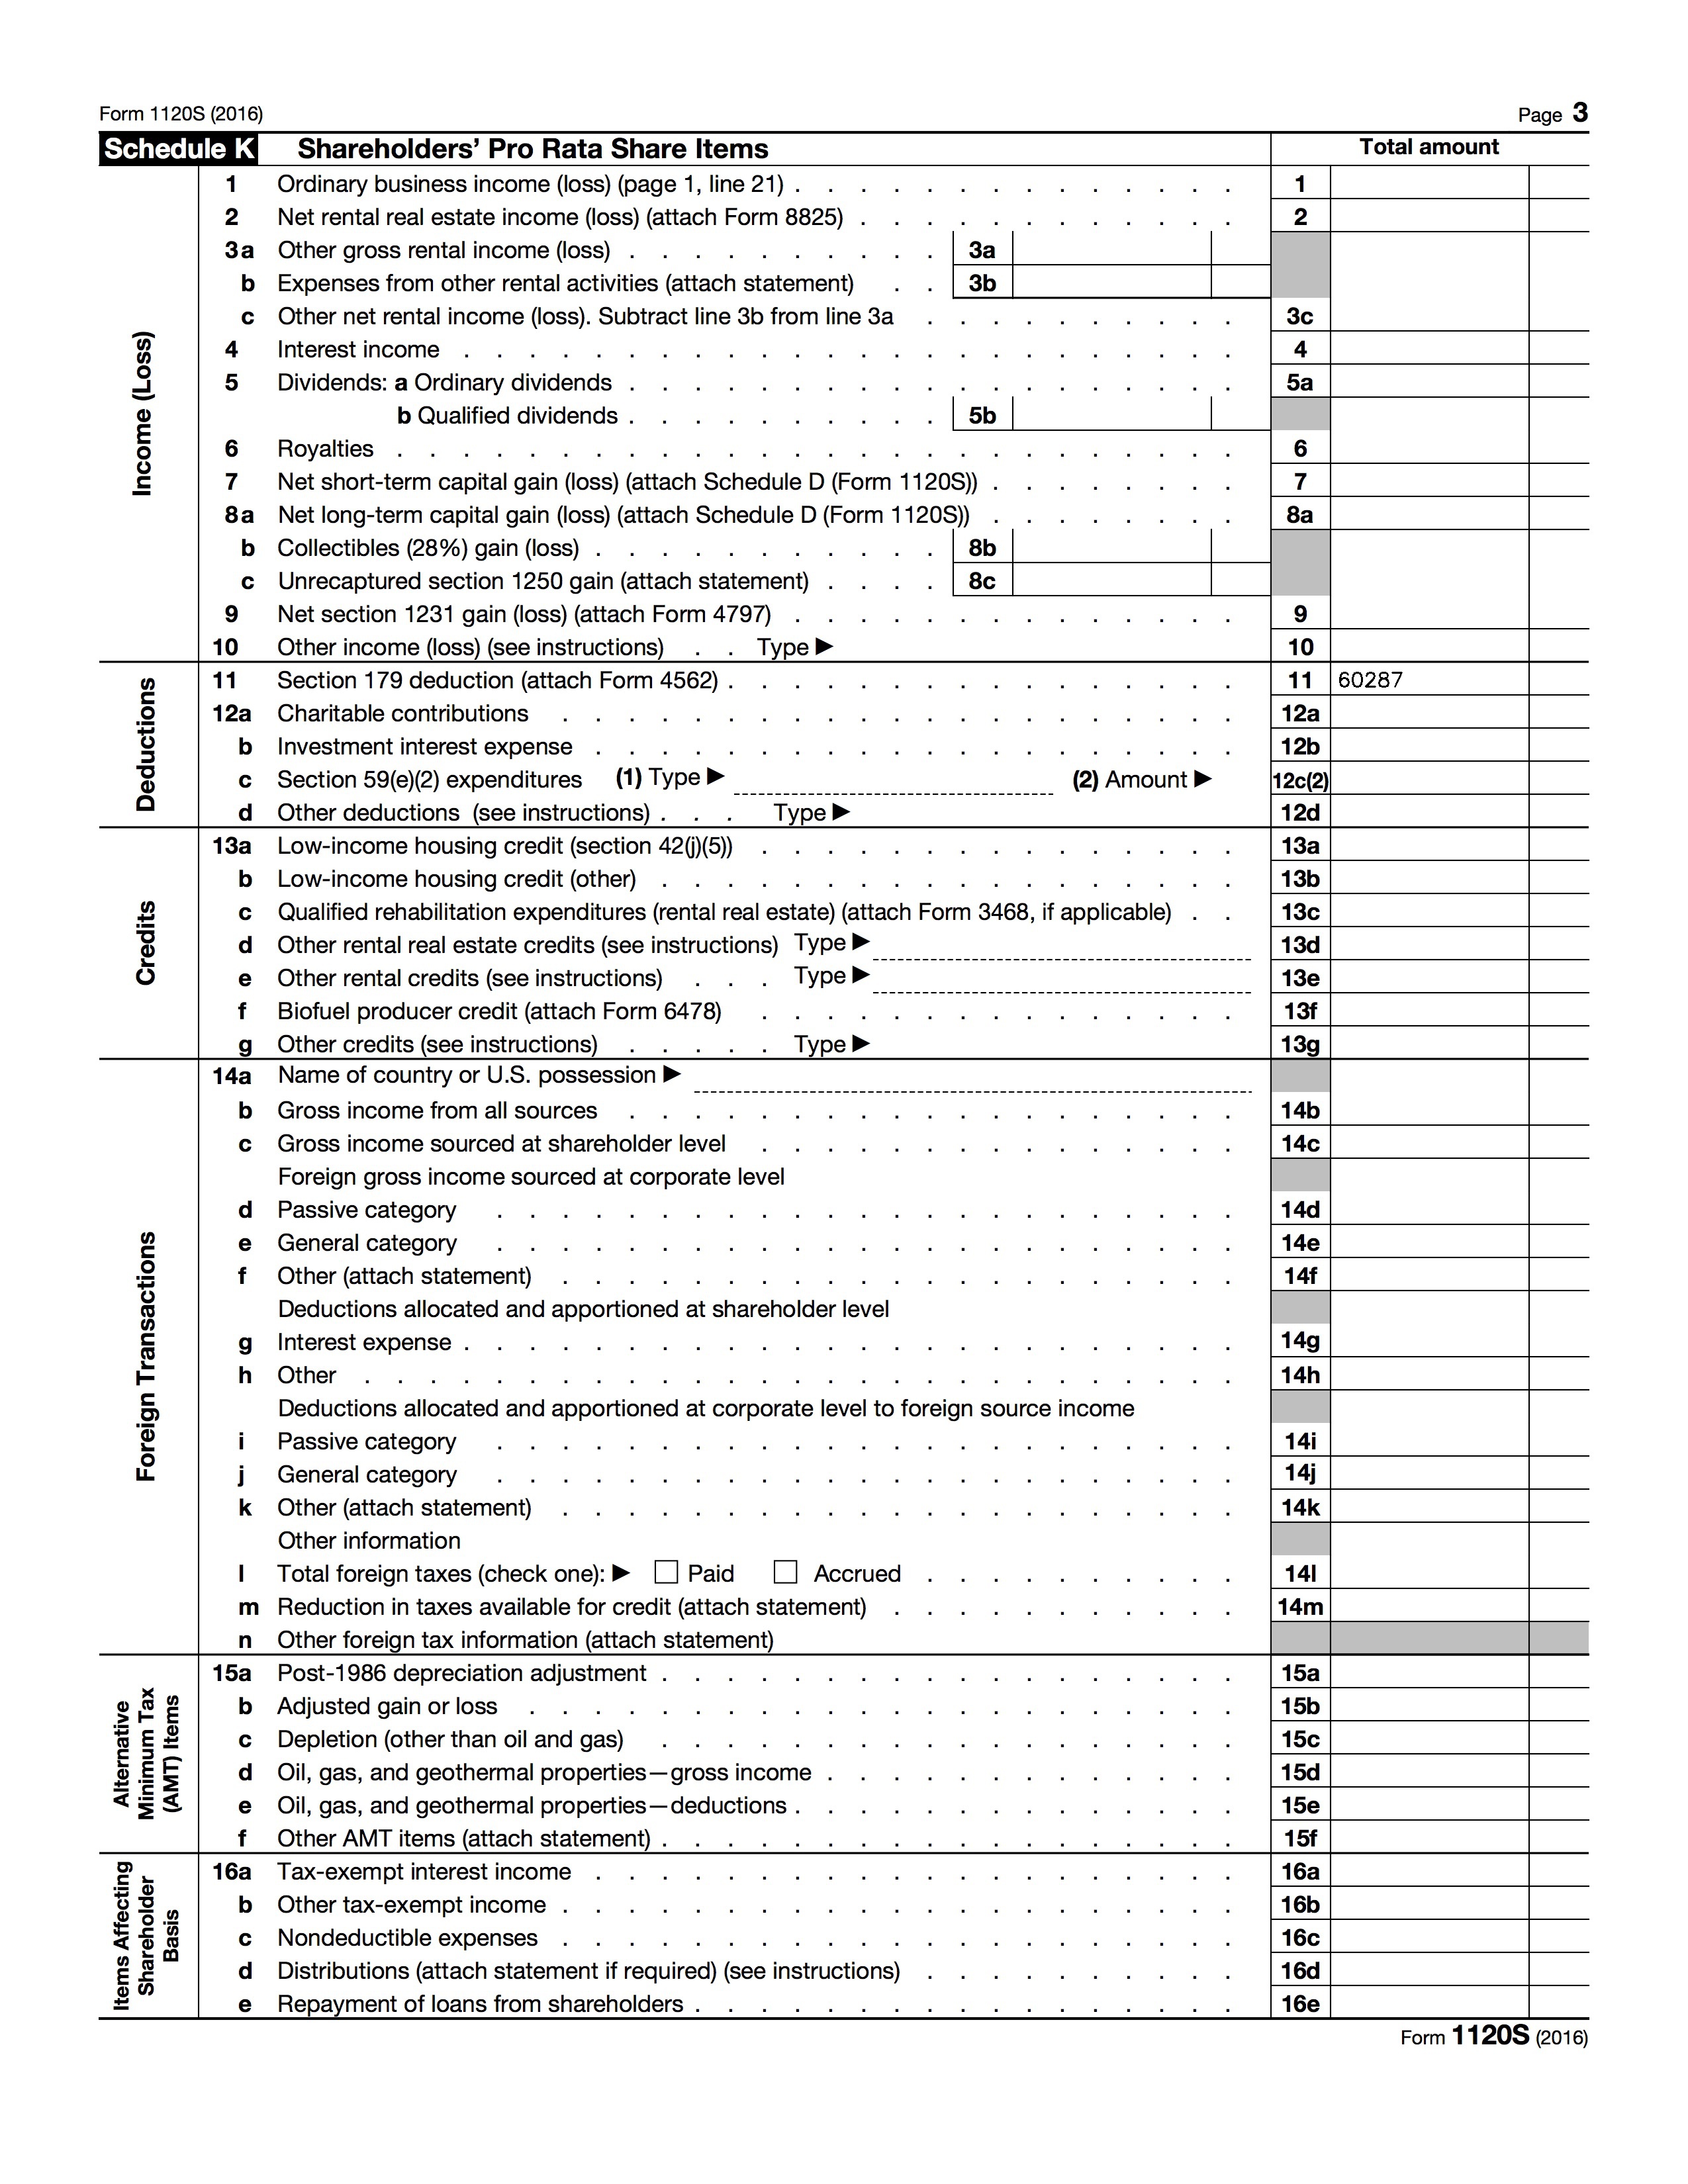 Form 1120S (2016) Page 3
Schedule K Shareholders' Pro Rata Share Items Total amount
Income (Loss)
1 Ordinary business income (loss) (page 1, line 21) . . . . . . . . . . . . . . 1
2 Net rental real estate income (loss) (attach Form 8825) . . . . . . . . . . . . 2
3a Other gross rental income (loss) . . . . . . . . . . 3a
b Expenses from other rental activities (attach statement) . . 3b
c Other net rental income (loss). Subtract line 3b from line 3a . . . . . . . . . . 3c
4 Interest income . . . . . . . . . . . . . . . . . . . . . . . . 4
5 Dividends: a Ordinary dividends . . . . . . . . . . . . . . . . . . . 5a
b Qualified dividends . . . . . . . . . . 5b
6 Royalties . . . . . . . . . . . . . . . . . . . . . . . . . . 6
7 Net short-term capital gain (loss) (attach Schedule D (Form 1120S)) . . . . . . . . 7
8a Net long-term capital gain (loss) (attach Schedule D (Form 1120S)) . . . . . . . . 8a
b Collectibles (28%) gain (loss) . . . . . . . . . . . 8b
c Unrecaptured section 1250 gain (attach statement) . . . . 8c
9 Net section 1231 gain (loss) (attach Form 4797) . . . . . . . . . . . . . . 9
10 Other income (loss) (see instructions) . . Type ▶ 10
Deductions
11 Section 179 deduction (attach Form 4562) . . . . . . . . . . . . . . . . 11 60287
12a Charitable contributions . . . . . . . . . . . . . . . . . . . . . 12a
b Investment interest expense . . . . . . . . . . . . . . . . . . . . 12b
c Section 59(e)(2) expenditures (1) Type ▶ (2) Amount ▶ 12c(2)
d Other deductions (see instructions) . . . Type ▶ 12d
Credits
13a Low-income housing credit (section 42(j)(5)) . . . . . . . . . . . . . . . 13a
b Low-income housing credit (other) . . . . . . . . . . . . . . . . . . 13b
c Qualified rehabilitation expenditures (rental real estate) (attach Form 3468, if applicable) . . 13c
d Other rental real estate credits (see instructions) Type ▶ 13d
e Other rental credits (see instructions) . . . Type ▶ 13e
f Biofuel producer credit (attach Form 6478) . . . . . . . . . . . . . . . 13f
g Other credits (see instructions) . . . . . Type ▶ 13g
Foreign Transactions
14a Name of country or U.S. possession ▶
b Gross income from all sources . . . . . . . . . . . . . . . . . . . 14b
c Gross income sourced at shareholder level . . . . . . . . . . . . . . . 14c
Foreign gross income sourced at corporate level
d Passive category . . . . . . . . . . . . . . . . . . . . . . . 14d
e General category . . . . . . . . . . . . . . . . . . . . . . . 14e
f Other (attach statement) . . . . . . . . . . . . . . . . . . . . . 14f
Deductions allocated and apportioned at shareholder level
g Interest expense . . . . . . . . . . . . . . . . . . . . . . . . 14g
h Other . . . . . . . . . . . . . . . . . . . . . . . . . . . 14h
Deductions allocated and apportioned at corporate level to foreign source income
i Passive category . . . . . . . . . . . . . . . . . . . . . . . 14i
j General category . . . . . . . . . . . . . . . . . . . . . . . 14j
k Other (attach statement) . . . . . . . . . . . . . . . . . . . . . 14k
Other information
l Total foreign taxes (check one): ▶ ☐ Paid ☐ Accrued . . . . . . . . . . 14l
m Reduction in taxes available for credit (attach statement) . . . . . . . . . . . 14m
n Other foreign tax information (attach statement)
Alternative Minimum Tax (AMT) Items
15a Post-1986 depreciation adjustment . . . . . . . . . . . . . . . . . . 15a
b Adjusted gain or loss . . . . . . . . . . . . . . . . . . . . . . 15b
c Depletion (other than oil and gas) . . . . . . . . . . . . . . . . . . 15c
d Oil, gas, and geothermal properties—gross income . . . . . . . . . . . . . 15d
e Oil, gas, and geothermal properties—deductions . . . . . . . . . . . . . . 15e
f Other AMT items (attach statement) . . . . . . . . . . . . . . . . . . 15f
Items Affecting Shareholder Basis
16a Tax-exempt interest income . . . . . . . . . . . . . . . . . . . . 16a
b Other tax-exempt income . . . . . . . . . . . . . . . . . . . . . 16b
c Nondeductible expenses . . . . . . . . . . . . . . . . . . . . . 16c
d Distributions (attach statement if required) (see instructions) . . . . . . . . . . 16d
e Repayment of loans from shareholders . . . . . . . . . . . . . . . . . 16e
Form 1120S (2016)